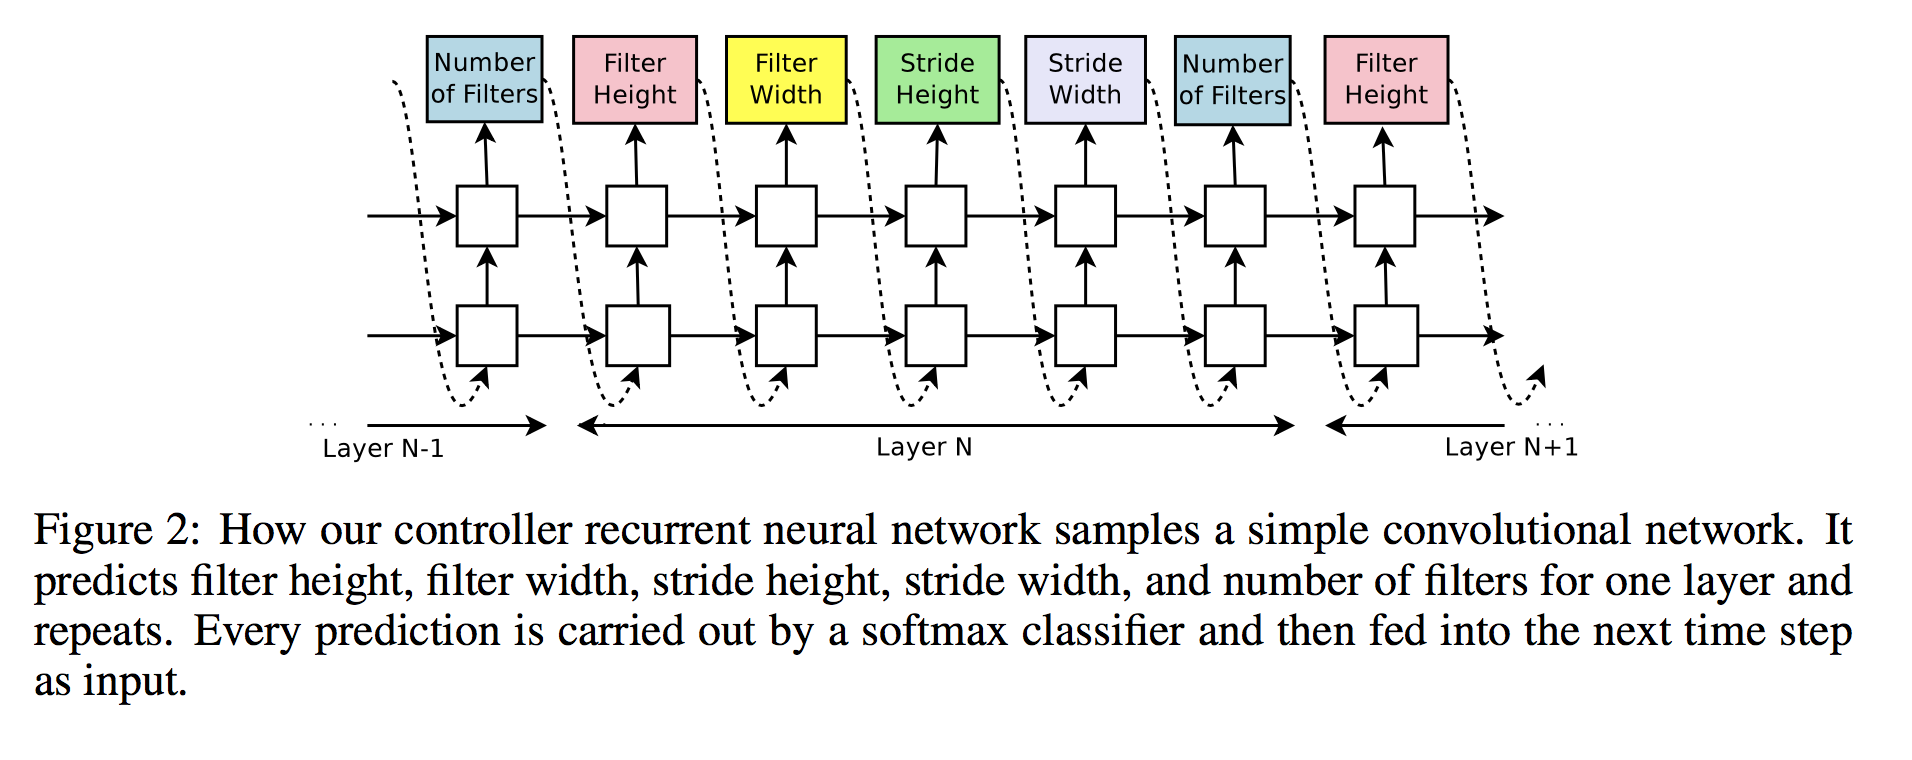 Number
of Filters
Filter
Height
Filter
Width
Stride
Height
Stride
Width
Number
of Filters
Filter
Height
. . .
Layer N-1
Layer N
. . .
Layer N+1
Figure 2: How our controller recurrent neural network samples a simple convolutional network. It
predicts filter height, filter width, stride height, stride width, and number of filters for one layer and
repeats. Every prediction is carried out by a softmax classifier and then fed into the next time step
as input.